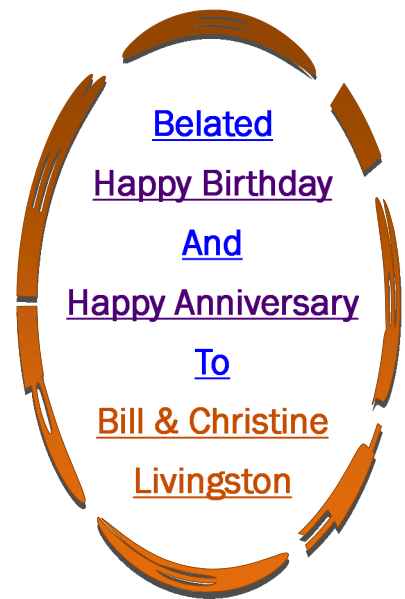 Belated
Happy Birthday
And
Happy Anniversary
To
Bill & Christine
Livingston